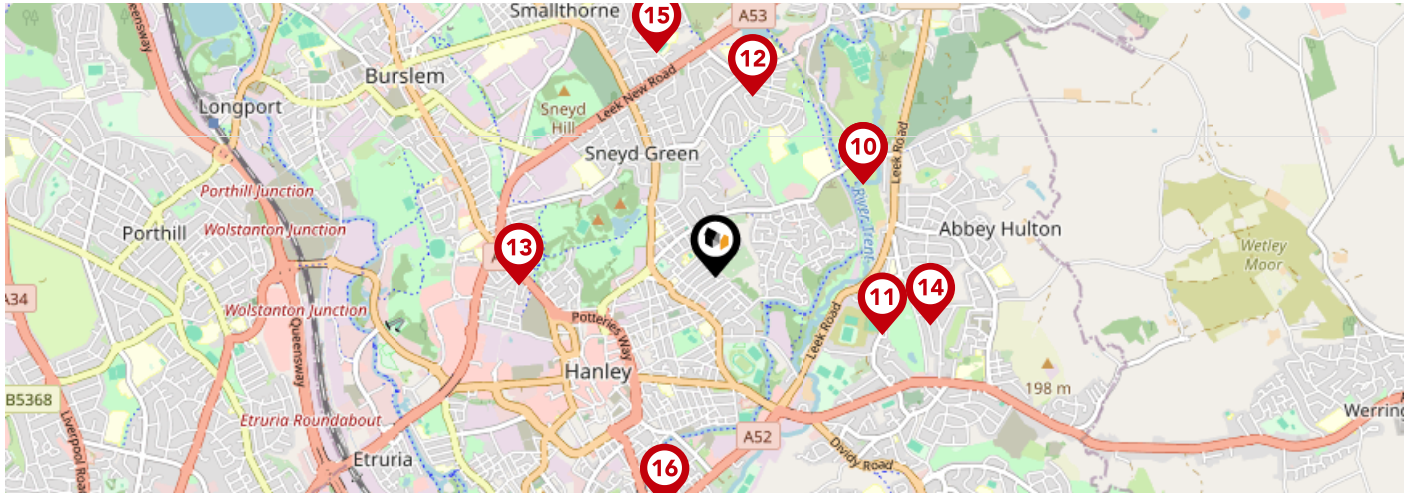 Smallthorne
15
A53
eensway
12
Burslem
Longport
Sneyd
Hill
Leek New Road
10
Leek Road
Sneyd Green
Porthill Junction
River Trent
Porthill
Wolstanton Junction
13
A
Abbey Hulton
Wetley
Moor
A34
Wolstanton Junction
11
14
Queensway
Potteries Way
Leek Road
Hanley
198 m
B5368
Etruria Roundabout
Liverpool Road
Werring
A52
Etruria
16
Dividy Road